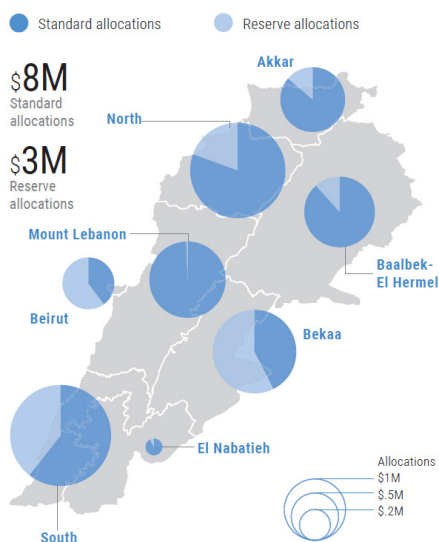 Standard allocations
Reserve allocations
$8M
Standard
allocations
$3M
Reserve
allocations
Akkar
North
Mount Lebanon
Baalbek-
El Hermel
Beirut
Bekaa
El Nabatieh
South
Allocations
$1M
$.5M
$.2M